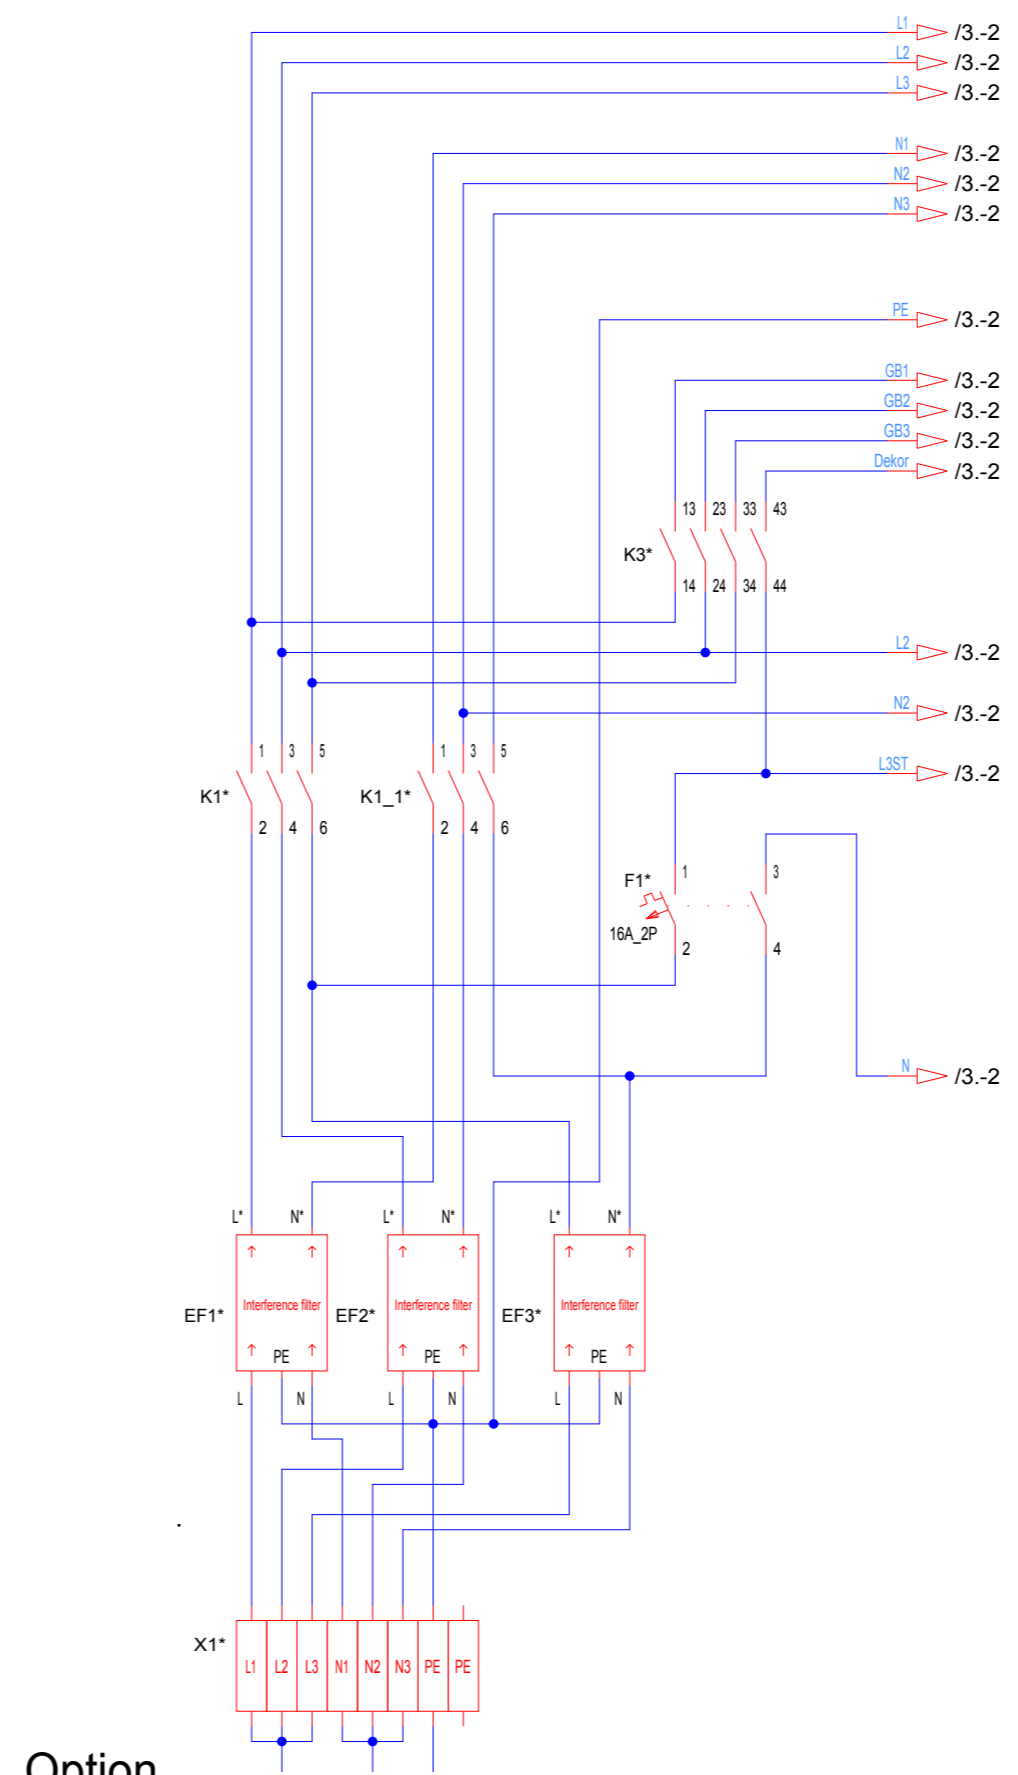 L1 /3.-2
L2 /3.-2
L3 /3.-2
N1 /3.-2
N2 /3.-2
N3 /3.-2
PE /3.-2
GB1 /3.-2
GB2 /3.-2
GB3 /3.-2
Dekor /3.-2
13 23 33 43
K3*
14 24 34 44
L2 /3.-2
N2 /3.-2
1 3 5 1 3 5
L3ST /3.-2
K1* K1_1*
2 4 6 2 4 6
1 3
F1*
16A_2P
2 4
N /3.-2
L* N* L* N* L* N*
Interference filter Interference filter Interference filter
EF1* EF2* EF3*
PE PE PE
L N L N L N
X1*
L1 L2 L3 N1 N2 N3 PE PE
Option